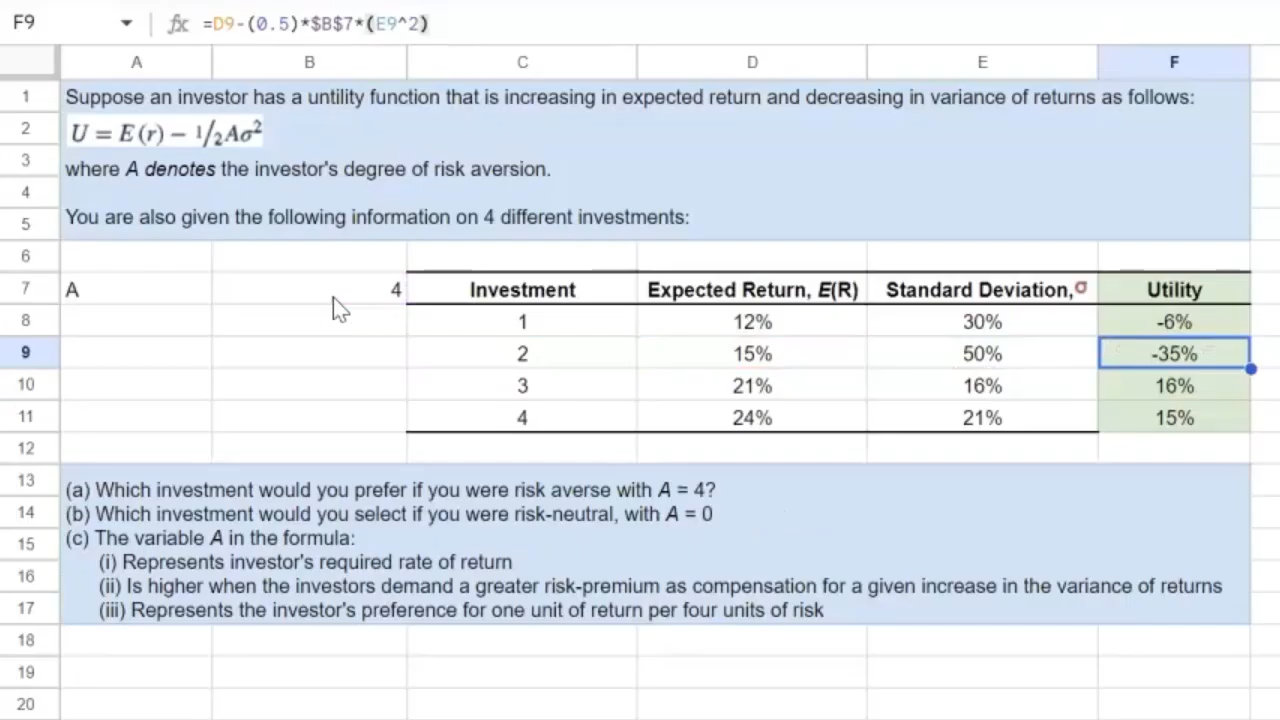 F9 fx =D9-(0.5)*$B$7*(E9^2)
A B C D E F
1 Suppose an investor has a untility function that is increasing in expected return and decreasing in variance of returns as follows:
2 U = E(r) – 1/2Aσ²
3 where A denotes the investor's degree of risk aversion.
4
5 You are also given the following information on 4 different investments:
6
7 A 4 Investment Expected Return, E(R) Standard Deviation,σ Utility
8 1 12% 30% -6%
9 2 15% 50% -35%
10 3 21% 16% 16%
11 4 24% 21% 15%
12
13 (a) Which investment would you prefer if you were risk averse with A = 4?
14 (b) Which investment would you select if you were risk-neutral, with A = 0
15 (c) The variable A in the formula:
(i) Represents investor's required rate of return
16 (ii) Is higher when the investors demand a greater risk-premium as compensation for a given increase in the variance of returns
17 (iii) Represents the investor's preference for one unit of return per four units of risk
18
19
20